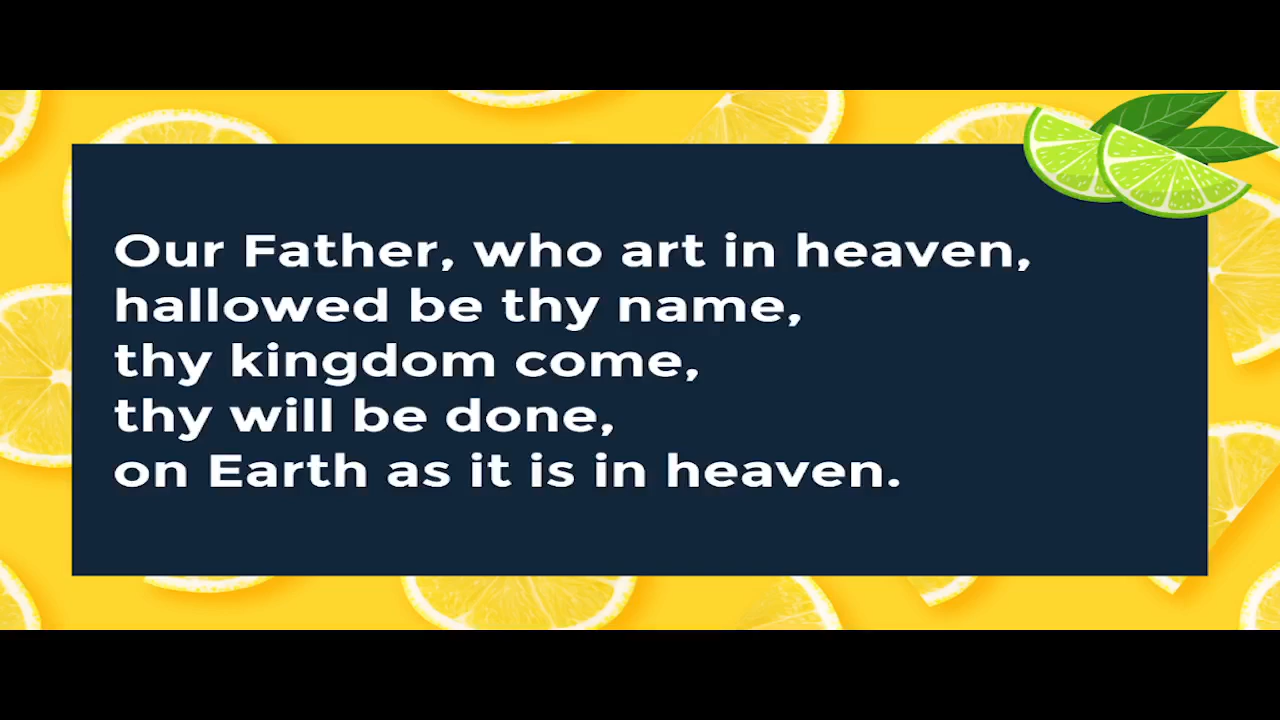 Our Father, who art in heaven,
hallowed be thy name,
thy kingdom come,
thy will be done,
on Earth as it is in heaven.